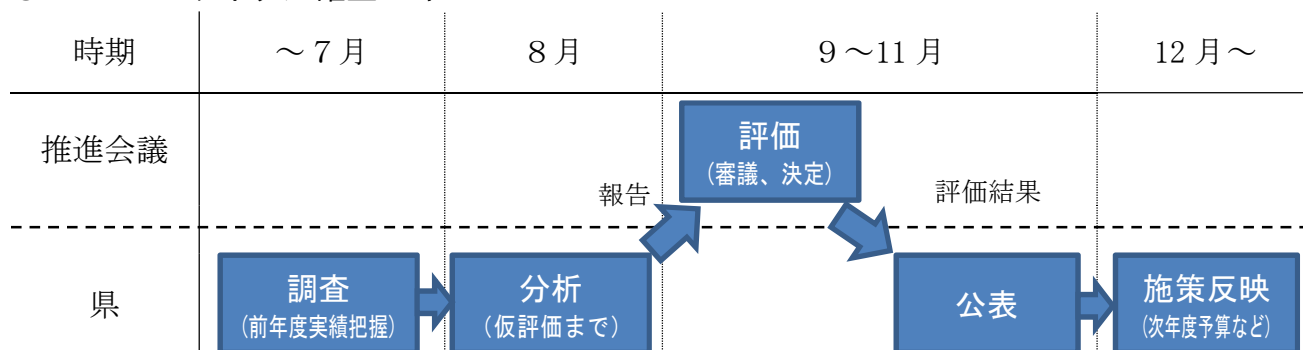 時期
～７月
８月
９～11月
12月～
推進会議
評価
(審議、決定)
報告
評価結果
県
調査
(前年度実績把握)
分析
(仮評価まで)
公表
施策反映
(次年度予算など)